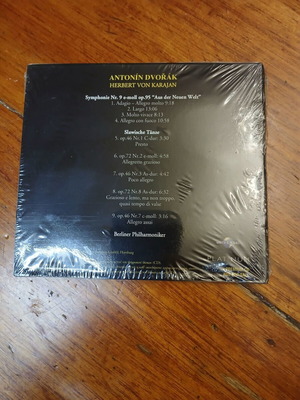 ANTONÍN DVOŘÁK
HERBERT VON KARAJAN
Symphonie Nr. 9 e-moll op.95 "Aus der Neuen Welt"
1. Adagio – Allegro molto 9:18
2. Largo 13:06
3. Molto vivace 8:13
4. Allegro con fuoco 10:58
Slawische Tänze
5. op.46 Nr.1 C-dur: 3:30
Presto
6. op.72 Nr.2 e-moll: 4:58
Allegretto grazioso
7. op.46 Nr.3 As-dur: 4:42
Poco allegro
8. op.72 Nr.8 As-dur: 6:32
Grazioso e lento, ma non troppo
quasi tempo di valse
9. op.46 Nr.7 c-moll: 3:16
Allegro assai
Berliner Philharmoniker
Hamburg